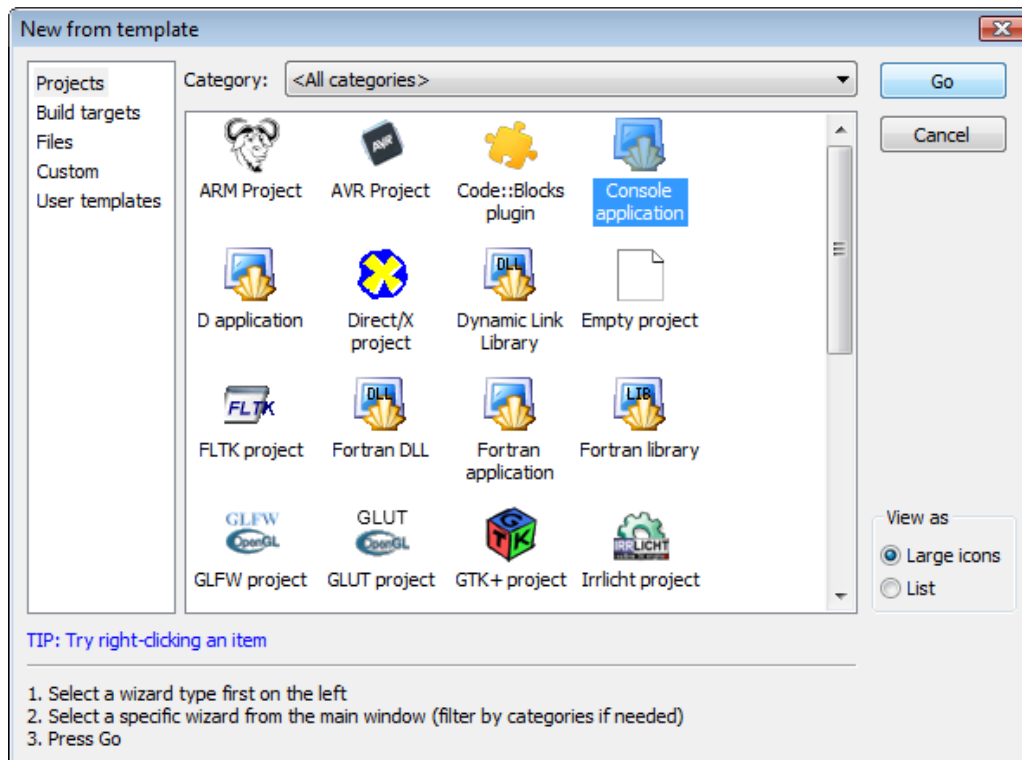 New from template
Projects
Build targets
Files
Custom
User templates
Category: <All categories>
Go
Cancel
AVR
ARM Project AVR Project Code::Blocks plugin Console application
DLL
D application Direct/X project Dynamic Link Library Empty project
FLTK DLL LIB
FLTK project Fortran DLL Fortran application Fortran library
GLFW OpenGL GLUT OpenGL GTK IRRLICHT
GLFW project GLUT project GTK+ project Irrlicht project
View as
Large icons
List
TIP: Try right-clicking an item
1. Select a wizard type first on the left
2. Select a specific wizard from the main window (filter by categories if needed)
3. Press Go